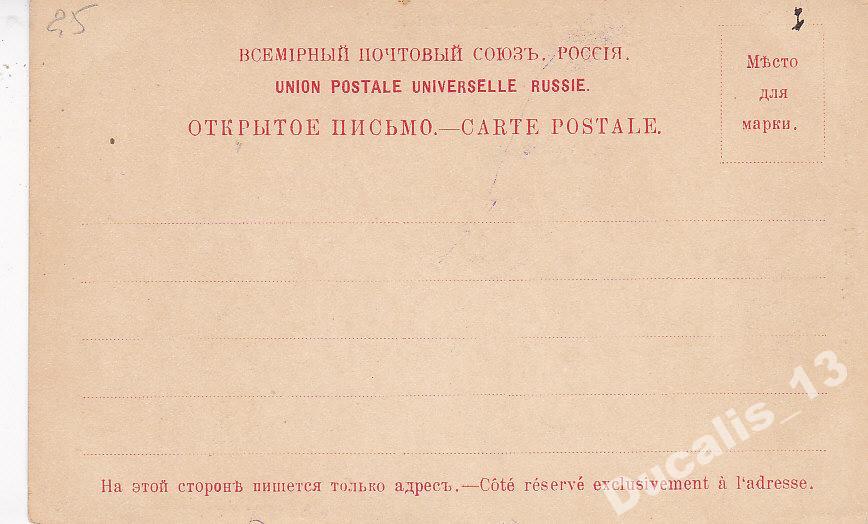 25
1
ВСЕМІРНЫЙ ПОЧТОВЫЙ СОЮЗЪ. РОССІЯ.
UNION POSTALE UNIVERSELLE RUSSIE.
ОТКРЫТОЕ ПИСЬМО.—CARTE POSTALE.
Мѣсто
для
марки.
На этой сторонѣ пишется только адресъ.—Côté réservé exclusivement à l'adresse.
Ducalis_13